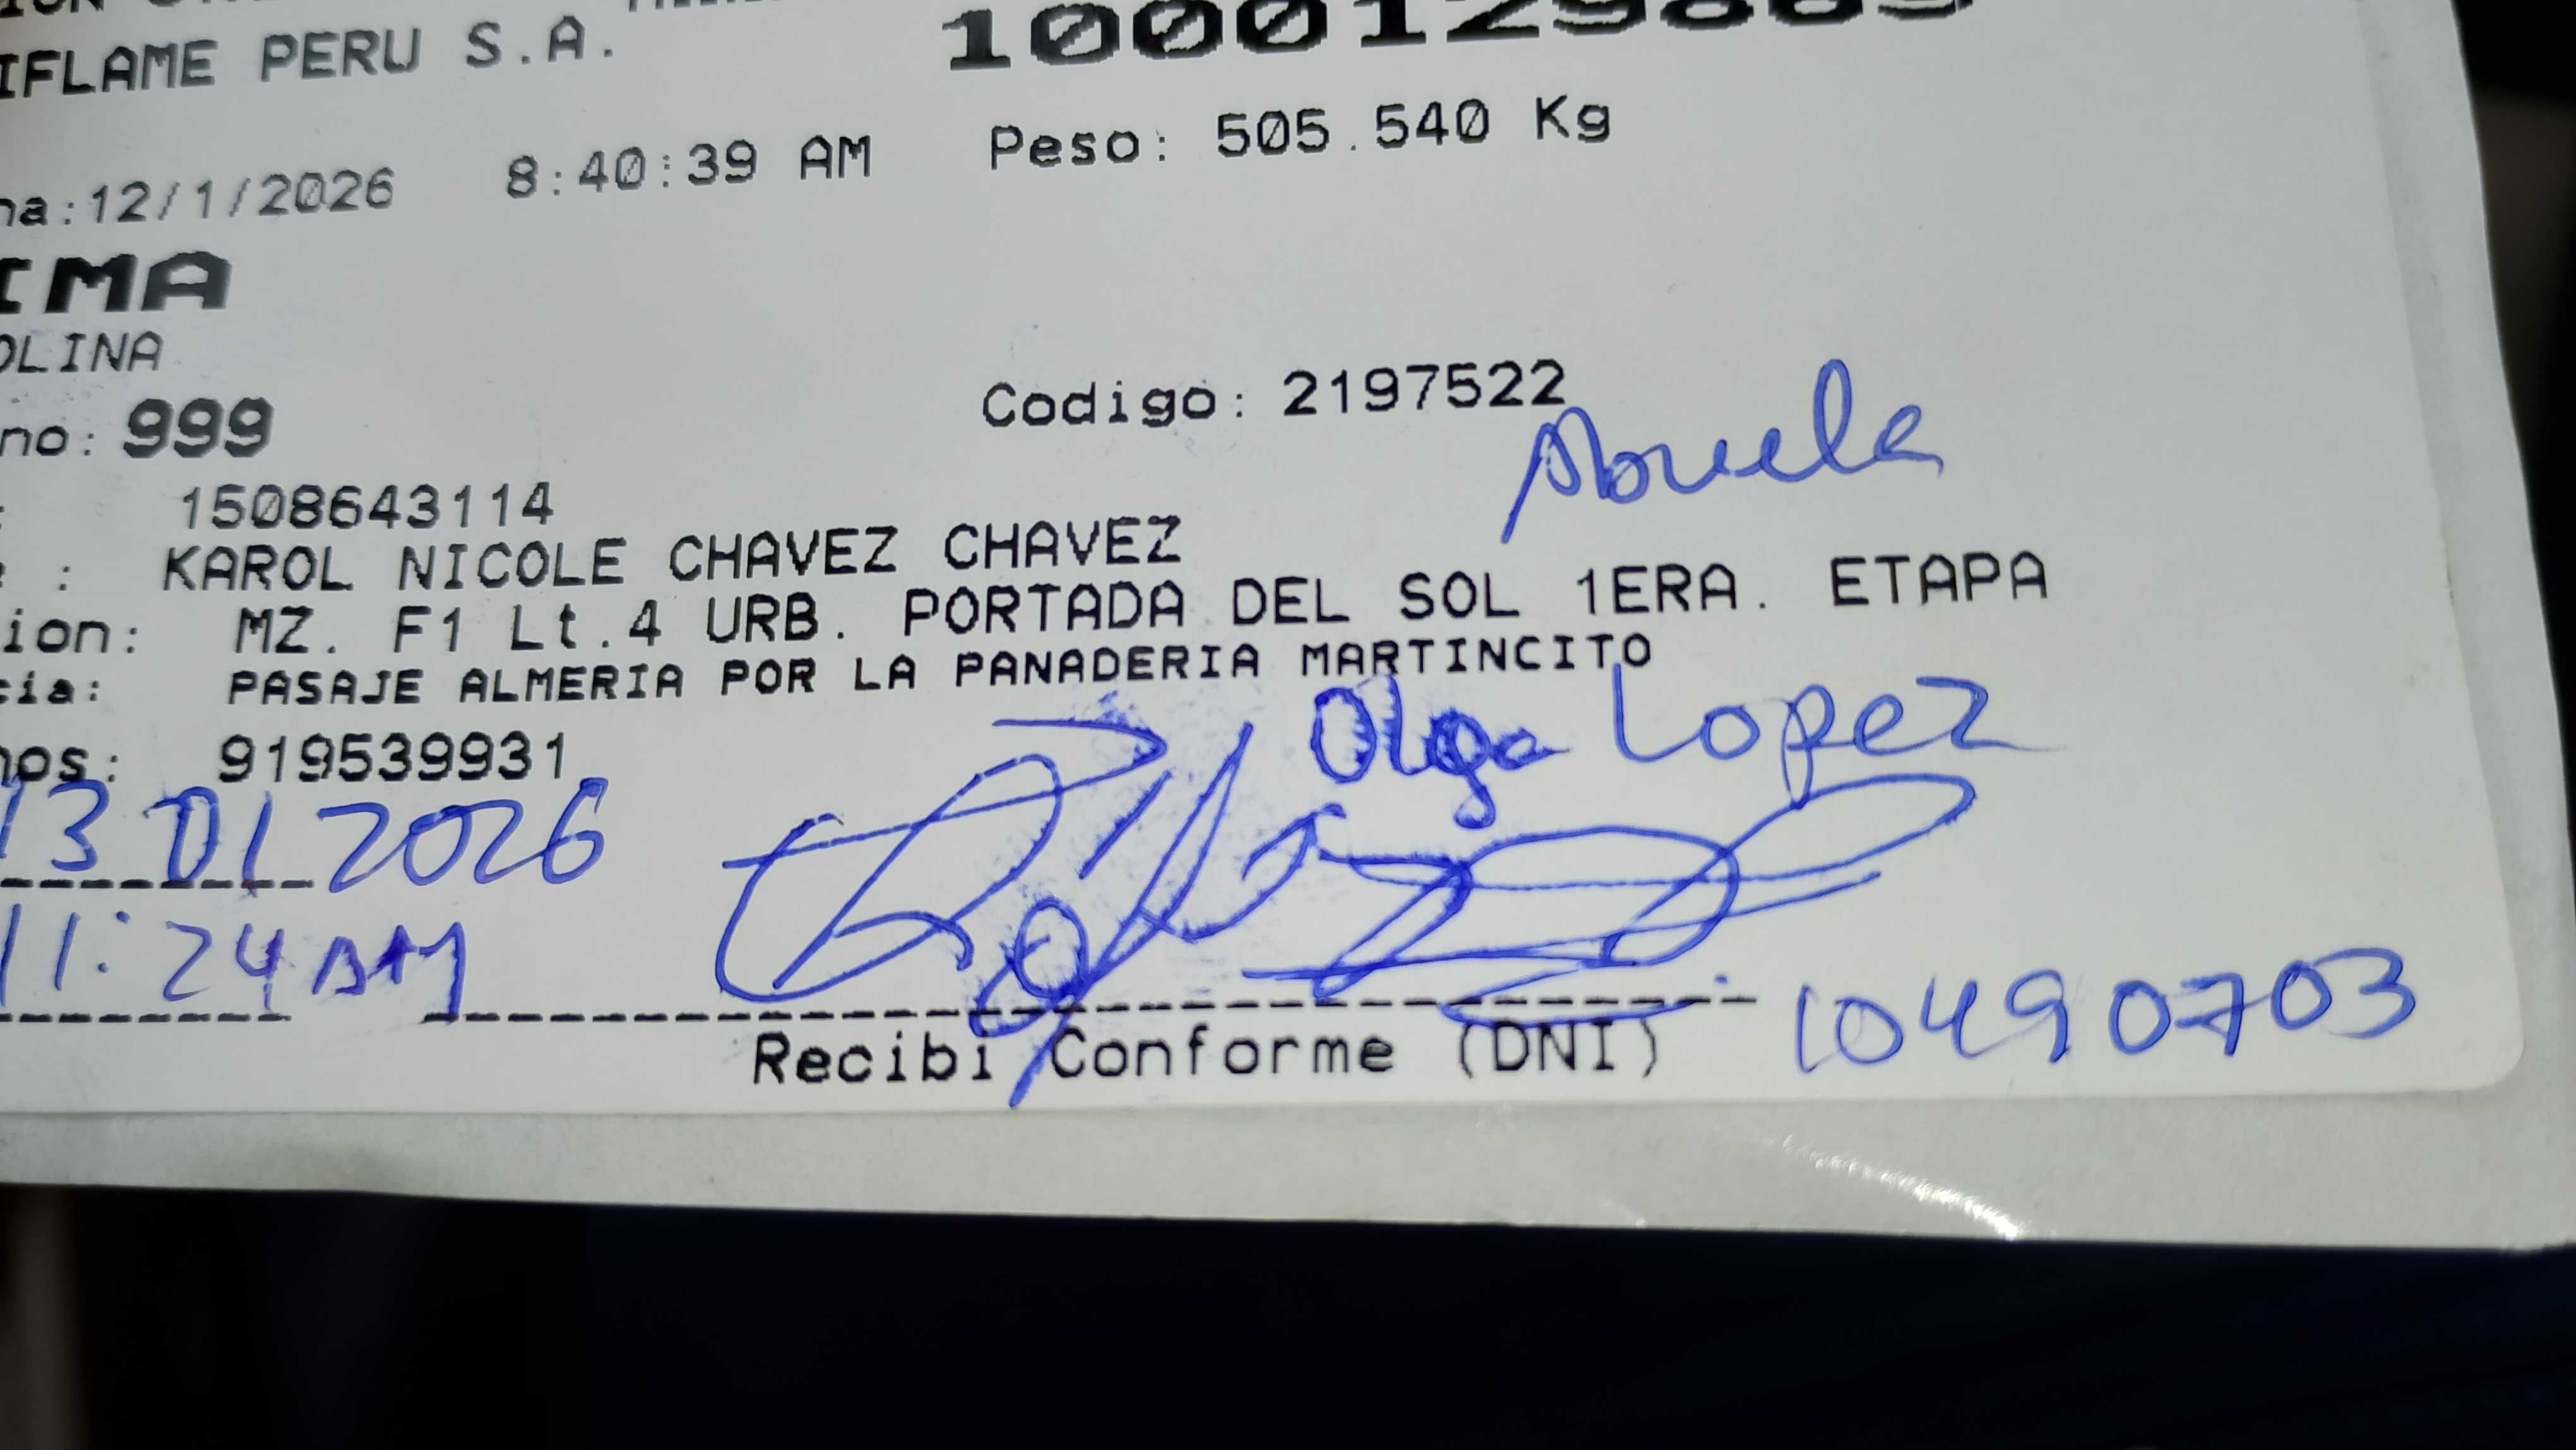 IFLAME PERU S.A.
Peso: 505.540 Kg
na:12/1/2026 8:40:39 AM
IMA
OLINA
Codigo: 2197522
no: 999
Abuela
: 1508643114
: KAROL NICOLE CHAVEZ CHAVEZ
ion: MZ. F1 Lt.4 URB. PORTADA DEL SOL 1ERA. ETAPA
cia: PASAJE ALMERIA POR LA PANADERIA MARTINCITO
nos: 919539931
Olga Lopez
13 01 2026
11:24 AM
10490703
Recibi Conforme (DNI)